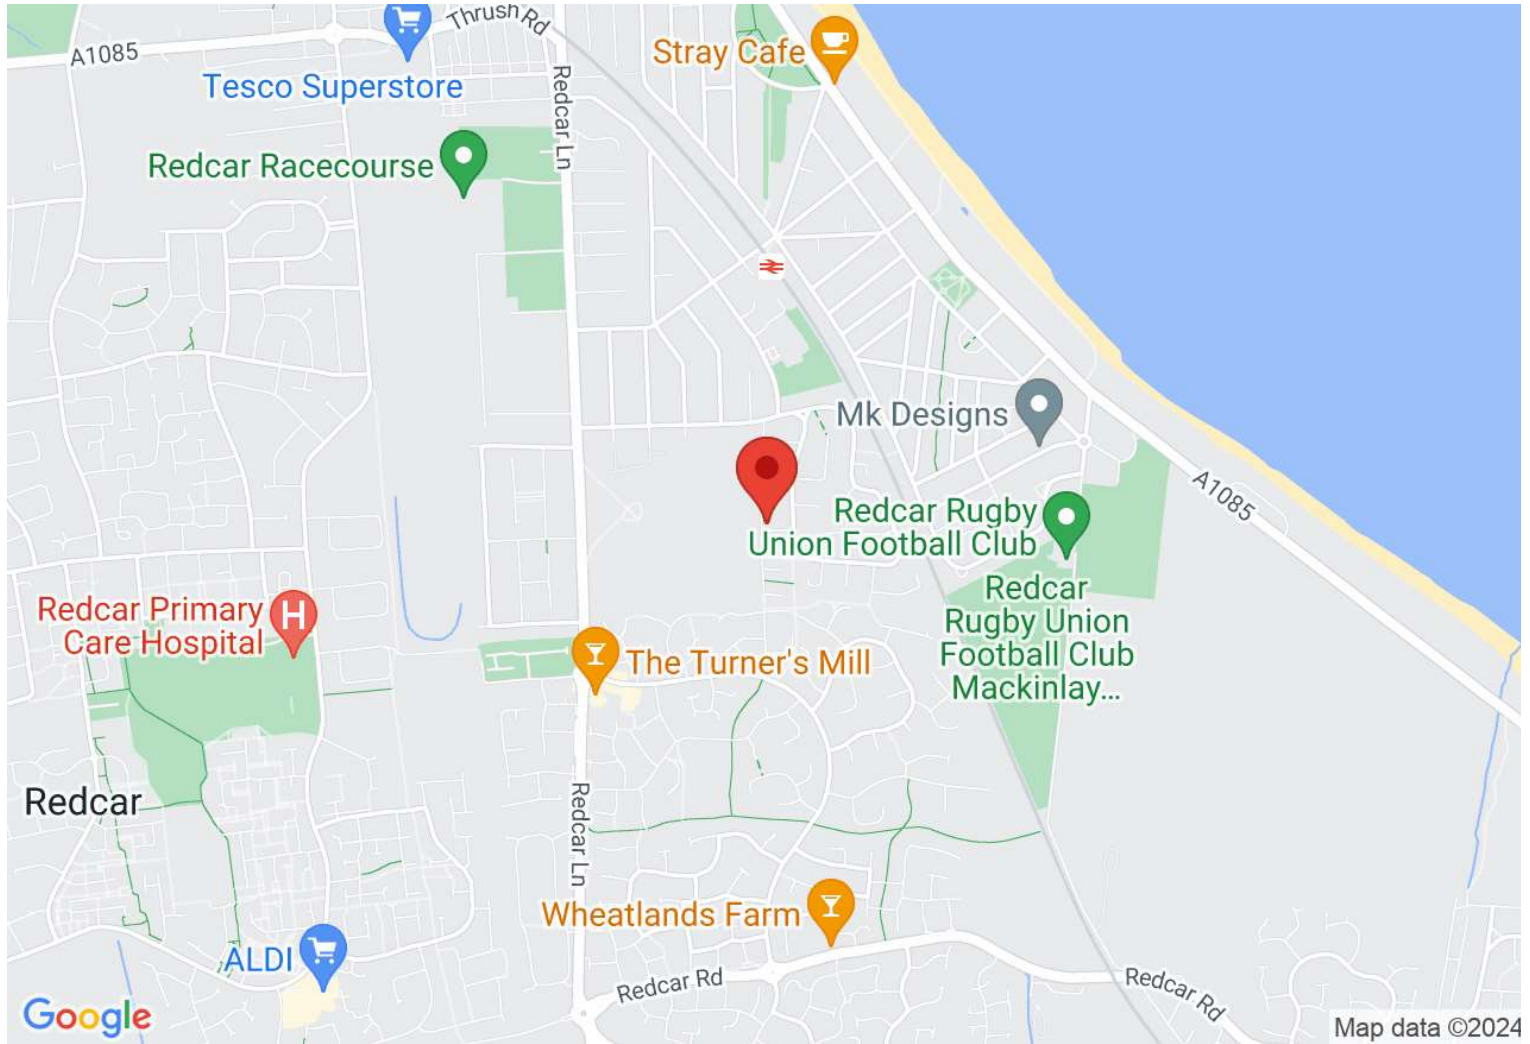 Thrush Rd
A1085
Stray Cafe
Tesco Superstore
Redcar Ln
Redcar Racecourse
Mk Designs
A1085
Redcar Rugby
Union Football Club
Redcar
Rugby Union
Football Club
Mackinlay...
Redcar Primary
Care Hospital
H
The Turner's Mill
Redcar
Redcar Ln
Wheatlands Farm
ALDI
Redcar Rd
Redcar Rd
Google
Map data ©2024